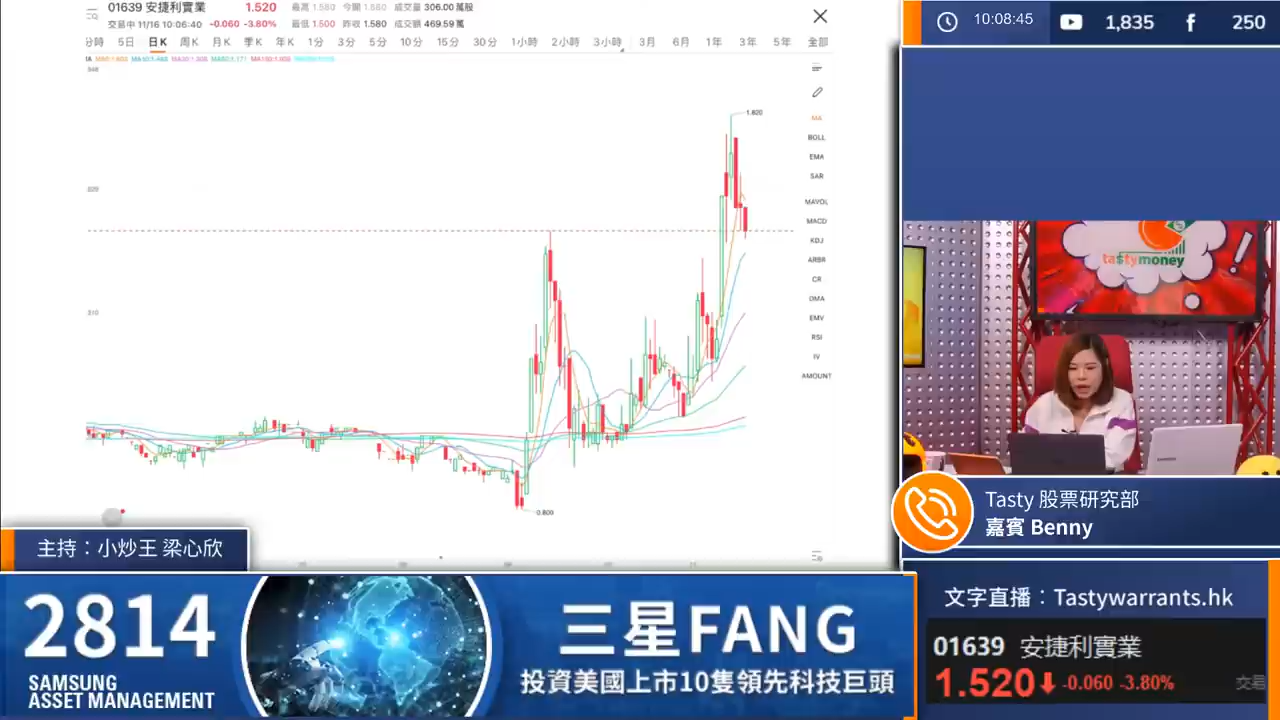 01639 安捷利實業 1.520 最高 1.580 今開 1.580 成交量 306.00 萬股
交易中 11/16 10:06:40 -0.060 -3.80% 最低 1.500 昨收 1.580 成交額 469.59 萬
分時 5日 日K 周K 月K 季K 年K 1分 3分 5分 10分 15分 30分 1小時 2小時 3小時 3月 6月 1年 3年 5年 全部
1.820
MA
BOLL
EMA
SAR
MAVOL
MACD
KDJ
ARBR
CR
DMA
EMV
RSI
IV
AMOUNT
0.800
主持：小炒王 梁心欣
2814
SAMSUNG
ASSET MANAGEMENT
三星FANG
投資美國上市10隻領先科技巨頭
10:08:45 1,835 250
tastymoney
Tasty 股票研究部
嘉賓 Benny
文字直播：Tastywarrants.hk
01639 安捷利實業
1.520 -0.060 -3.80%